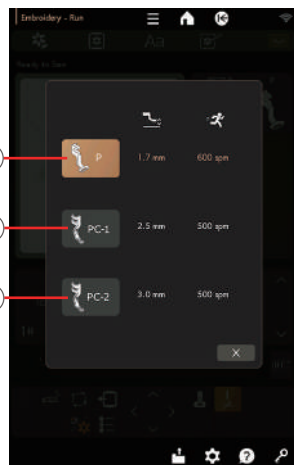 Embroidery - Run
Aa
Ready to Sew
P 1.7 mm 600 spm
PC-1 2.5 mm 500 spm
PC-2 3.0 mm 500 spm
X